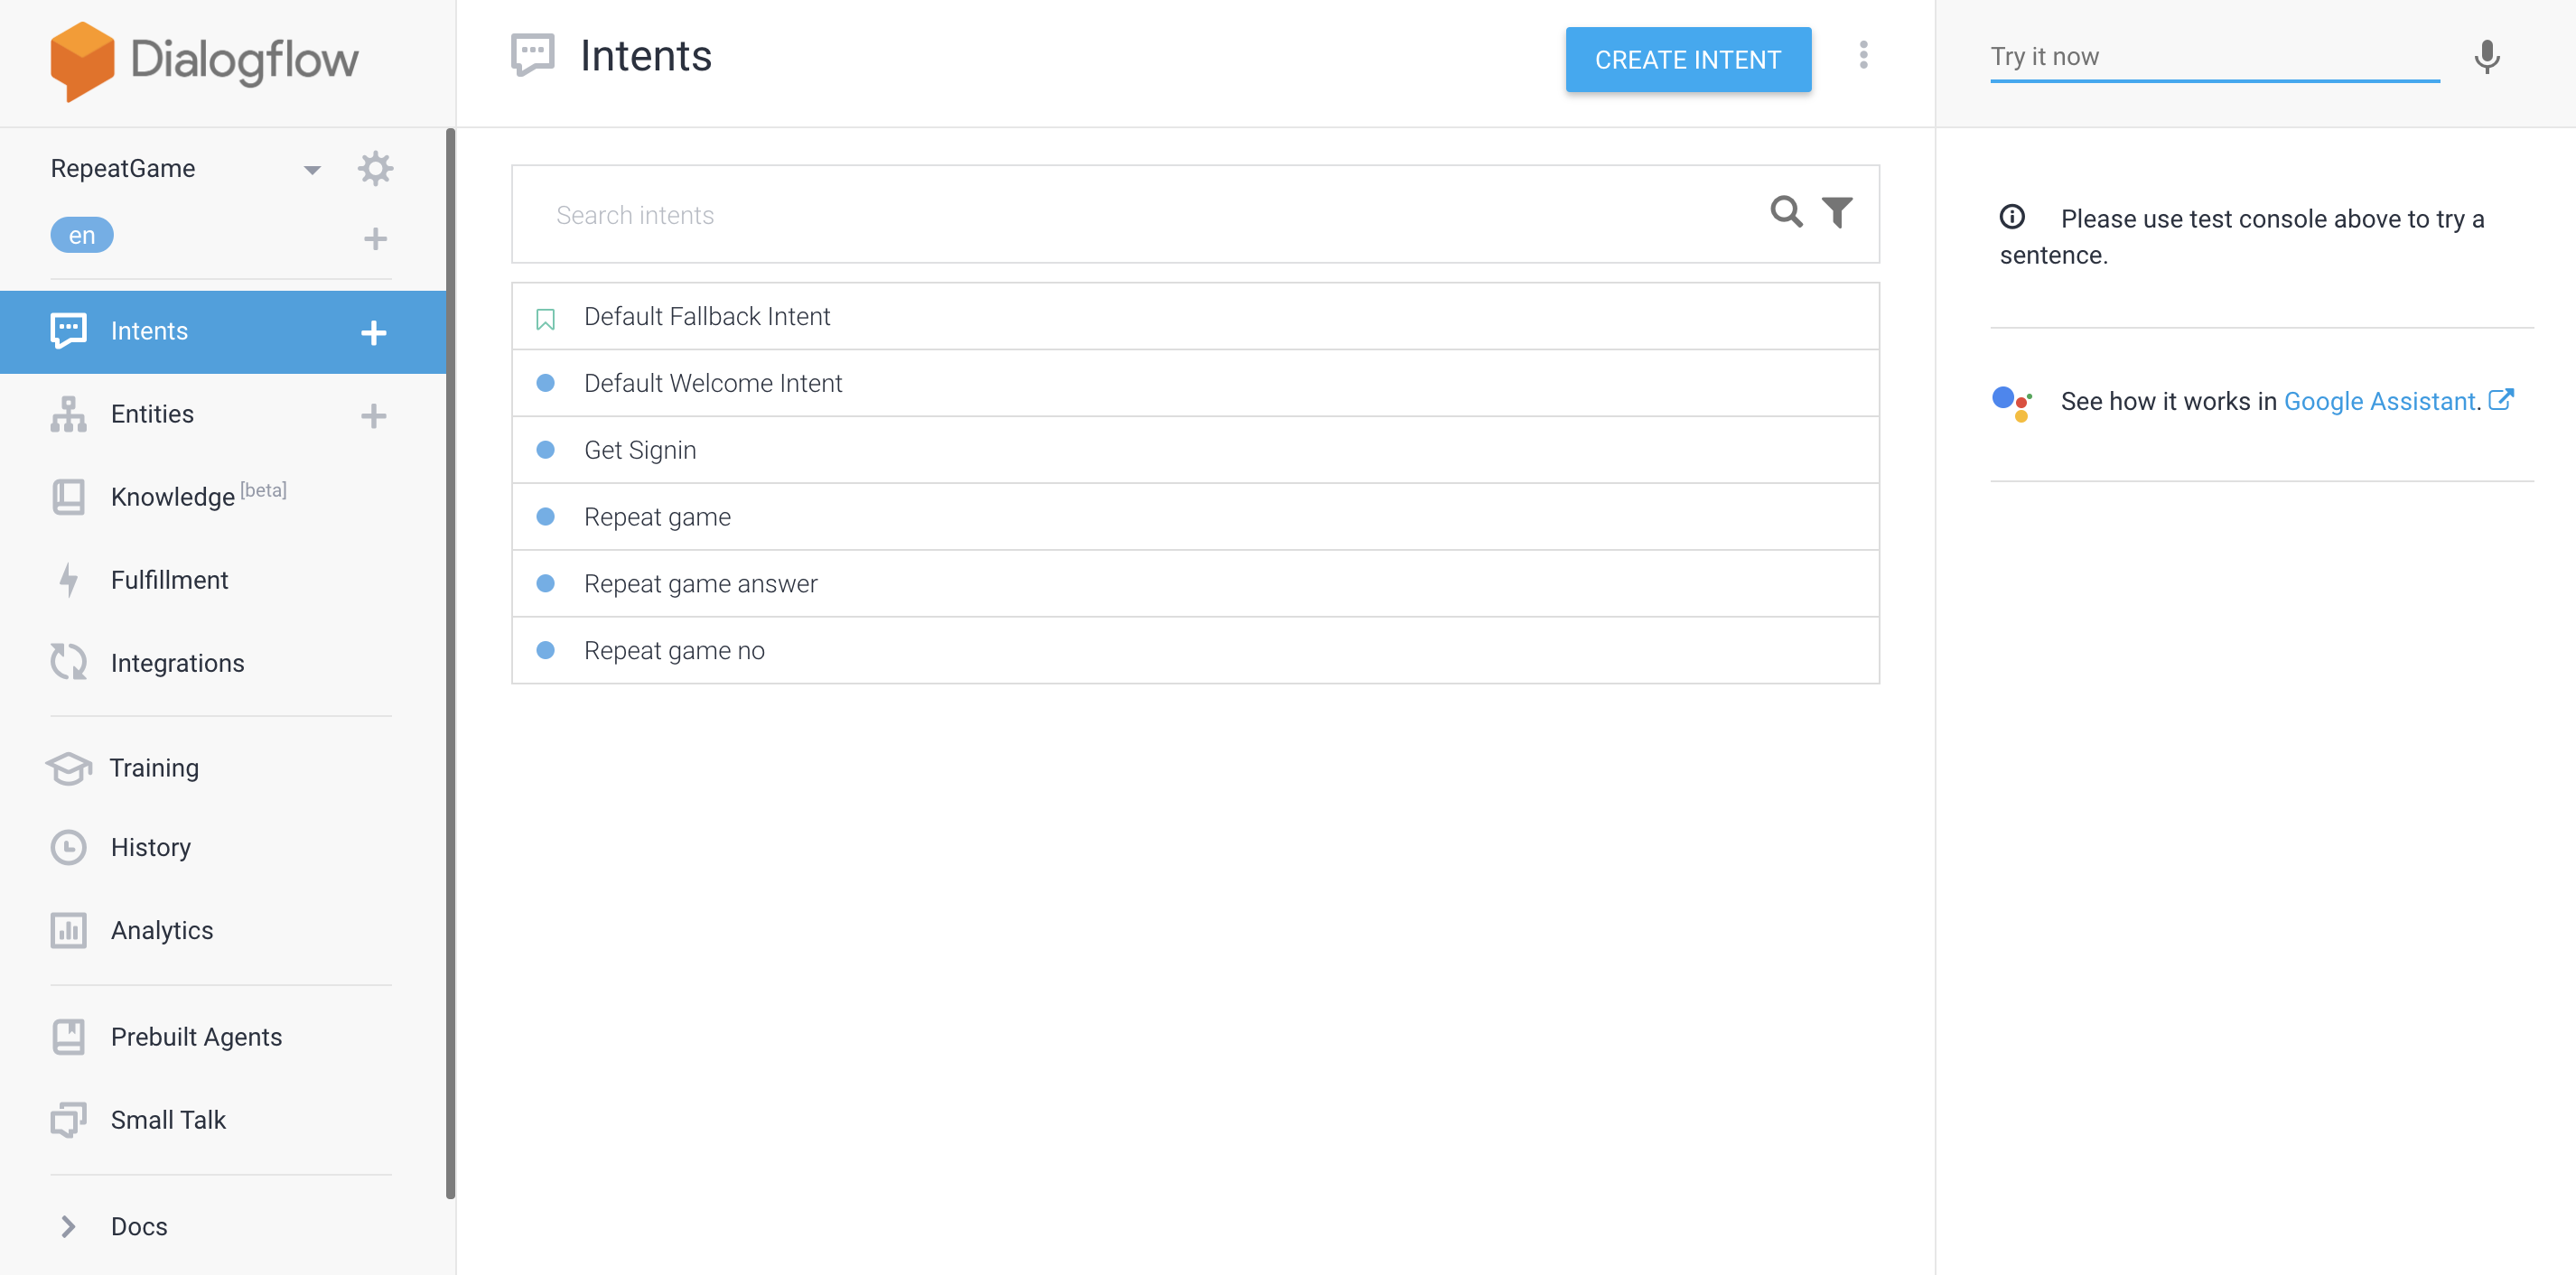 Dialogflow
RepeatGame
en
Intents
Entities
Knowledge [beta]
Fulfillment
Integrations
Training
History
Analytics
Prebuilt Agents
Small Talk
Docs
Intents
CREATE INTENT
Search intents
Default Fallback Intent
Default Welcome Intent
Get Signin
Repeat game
Repeat game answer
Repeat game no
Try it now
Please use test console above to try a
sentence.
See how it works in Google Assistant.